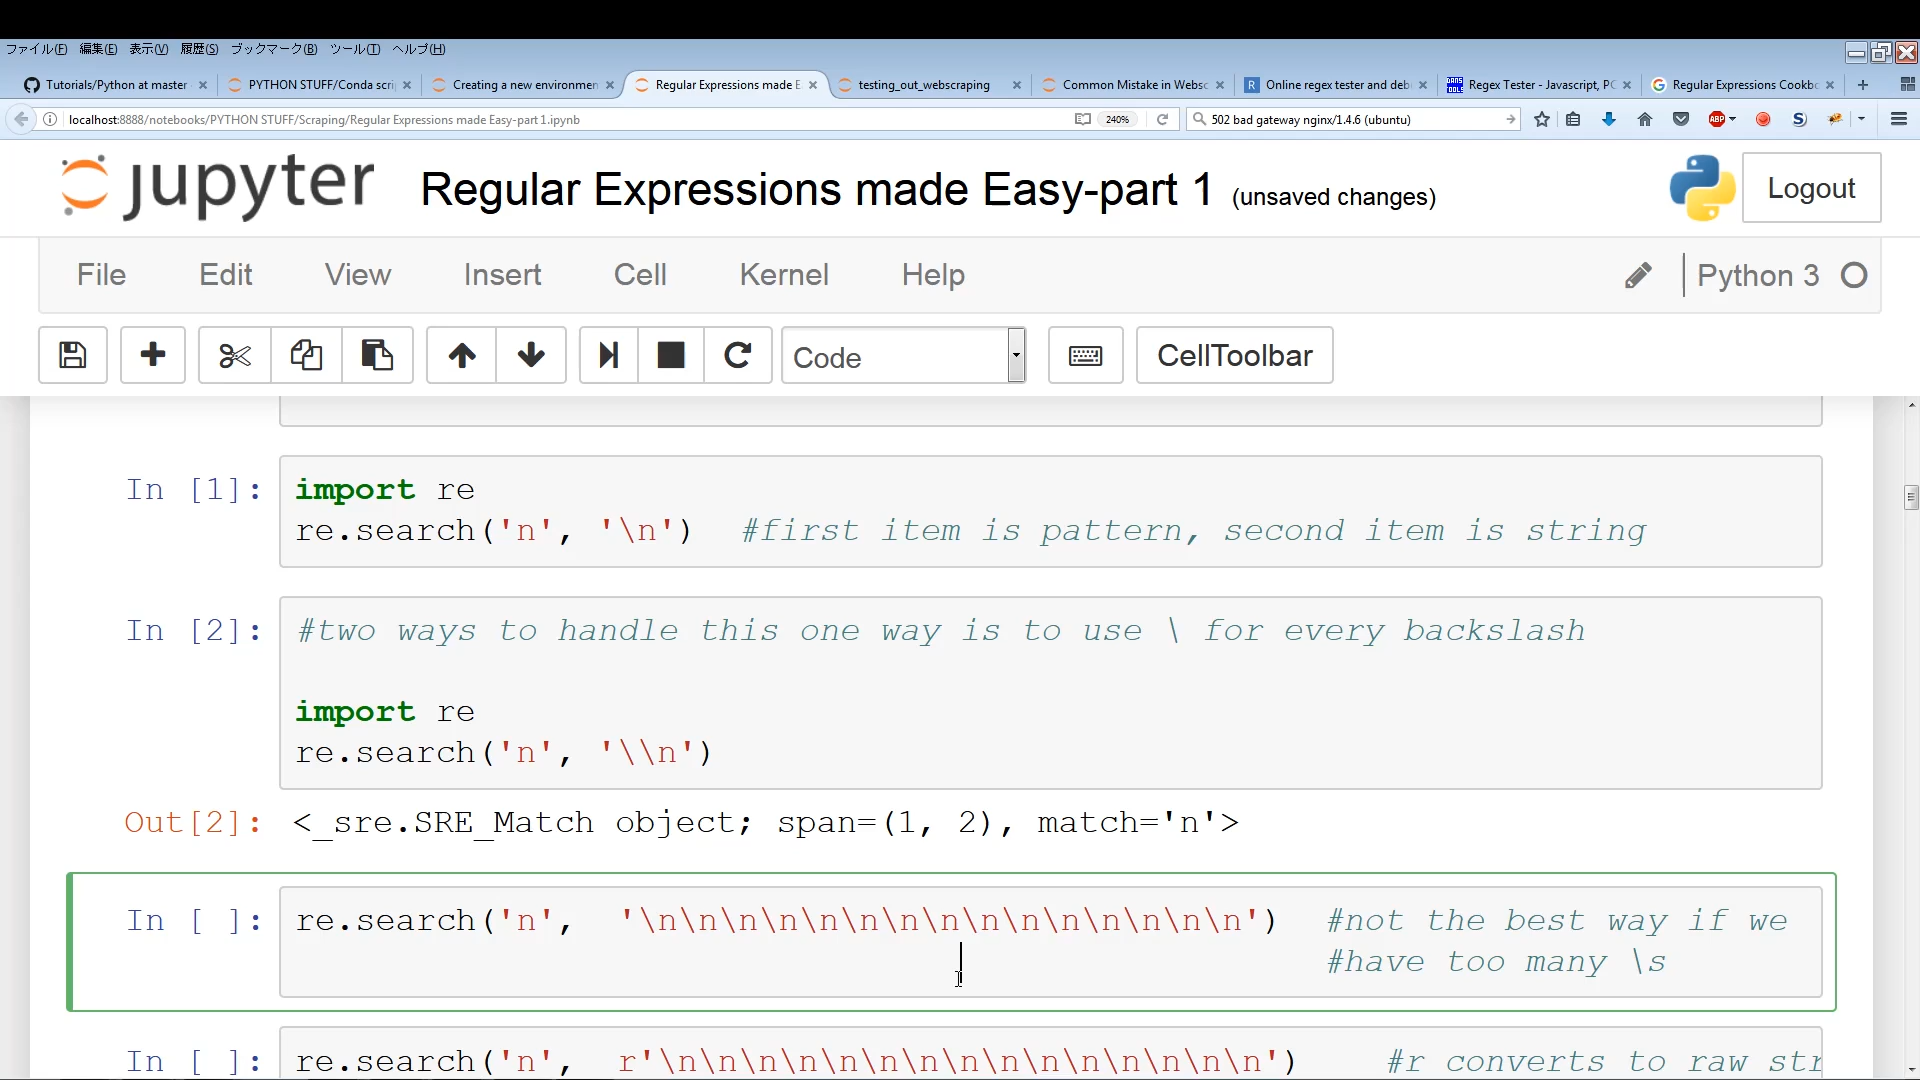 ファイル(F) 編集(E) 表示(V) 履歴(S) ブックマーク(B) ツール(T) ヘルプ(H)
Tutorials/Python at master PYTHON STUFF/Conda scri Creating a new environmen Regular Expressions made E testing_out_webscraping Common Mistake in Websc Online regex tester and deb Regex Tester - Javascript, PC Regular Expressions Cookbo
localhost:8888/notebooks/PYTHON STUFF/Scraping/Regular Expressions made Easy-part 1.ipynb 240% 502 bad gateway nginx/1.4.6 (ubuntu) ABP S
jupyter Regular Expressions made Easy-part 1 (unsaved changes) Logout
File Edit View Insert Cell Kernel Help Python 3
Code CellToolbar
In [1]: import re
re.search('n', '\n') #first item is pattern, second item is string
In [2]: #two ways to handle this one way is to use \ for every backslash
import re
re.search('n', '\\n')
Out[2]: <_sre.SRE_Match object; span=(1, 2), match='n'>
In [ ]: re.search('n', '\n\n\n\n\n\n\n\n\n\n\n\n\n\n\n') #not the best way if we
#have too many \s
In [ ]: re.search('n', r'\n\n\n\n\n\n\n\n\n\n\n\n\n\n\n') #r converts to raw str